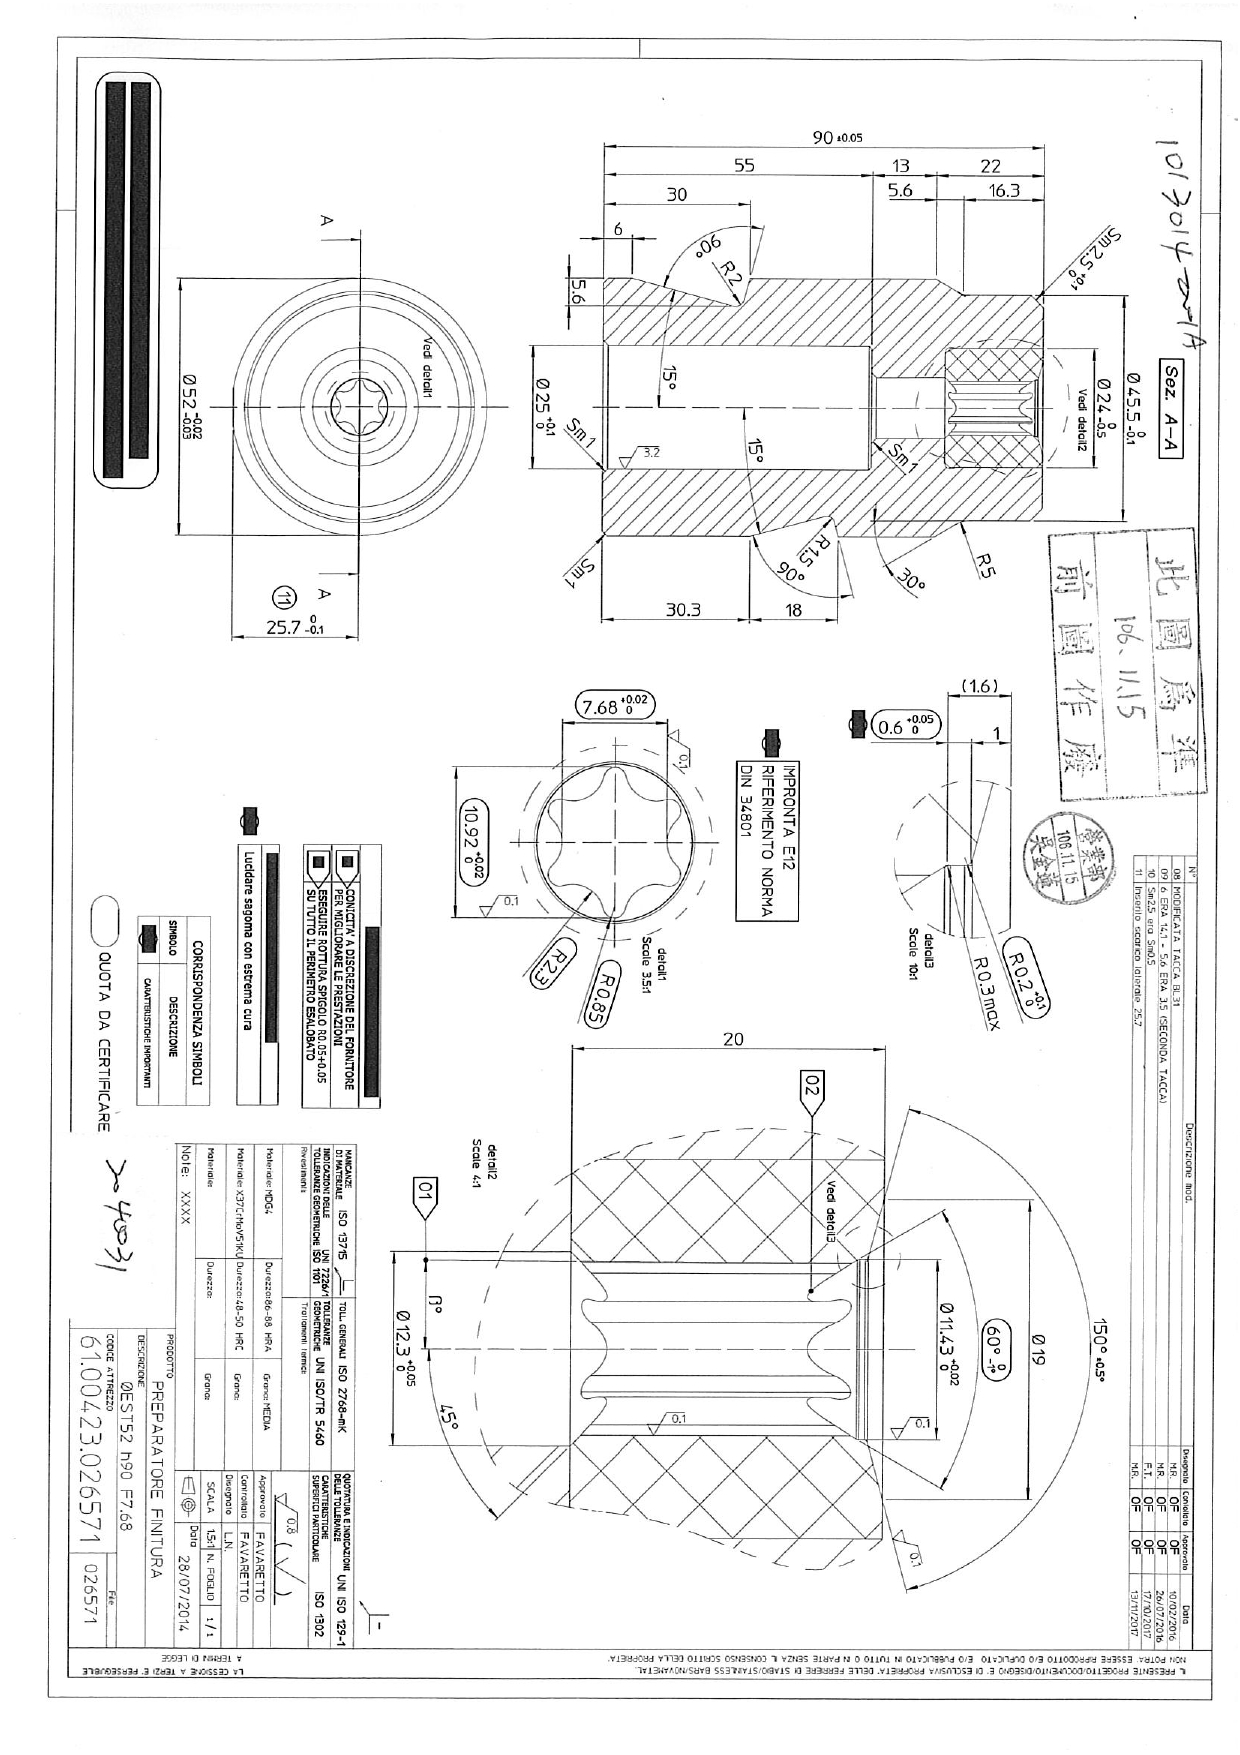 1013014-001A
Sez. A-A
90 ±0.05
55
13
22
30
5.6
16.3
6
5.6
90°
R2
15°
Sm2.5 +0.1 0
Ø25 +0.1 0
Sm1
3.2
15°
Sm1
Ø24 0 -0.5
Ø45.5 0 -0.1
Vedi detail2
Sm1
R1.5
90°
30°
R5
30.3
18
A
A
Vedi detail1
Ø52 -0.02 -0.03
11
25.7 0 -0.1
此圖為準
106.11.15
前圖作廢
營業部
106.11.15
7.68 +0.02 0
10.92 +0.02 0
0.1
0.1
R2.3
R0.85
detail1
Scale 3.5:1
IMPRONTA E12
RIFERIMENTO NORMA
DIN 34801
(1.6)
0.6 +0.05 0
1
R0.2 +0.1 0
R0.3 max
detail3
Scale 10:1
20
02
01
Vedi detail3
detail2
Scale 4:1
Ø12.3 +0.05 0
45°
0.1
0.1
0.1
Ø11.43 +0.02 0
60° 0 -1°
Ø19
150° ±0.5°
N°
Descrizione mod.
Disegnato
Controllato
Approvato
Data
08 MODIFICATA TACCA BL31 M.R. OF OF 10/02/2016
09 6 ERA 14,1 - 5,6 ERA 3,5 (SECONDA TACCA) M.R. OF OF 26/07/2016
10 Sm2,5 era Sm0,5 F.T. OF OF 17/10/2017
11 Inserito scarico laterale 25,7 M.R. OF OF 13/11/2017
CONICITA' A DISCREZIONE DEL FORNITORE
PER MIGLIORARE LE PRESTAZIONI
ESEGUIRE ROTTURA SPIGOLO R0.05+0.05
SU TUTTO IL PERIMETRO ESALOBATO
Lucidare sagoma con estrema cura
CORRISPONDENZA SIMBOLI
SIMBOLO
DESCRIZIONE
CARATTERISTICHE IMPORTANTI
QUOTA DA CERTIFICARE
MANCANZE
DI MATERIALE ISO 13715
TOLL. GENERALI ISO 2768-mK
QUOTATURA E INDICAZIONI
DELLE TOLLERANZE UNI ISO 129-1
INDICAZIONI DELLE UNI 7226/1
TOLLERANZE GEOMETRICHE ISO 1101
TOLLERANZE
GEOMETRICHE UNI ISO/TR 5460
CARATTERISTICHE
SUPERFICI PARTICOLARE ISO 1302
Rivestimenti:
Trattamenti Termici:
Materiale: MDG4
Durezza: 86-88 HRA
Grana: MEDIA
Materiale: X37CrMoV51KU
Durezza: 48-50 HRC
Grana:
Materiale:
Durezza:
Grana:
Note: XXXX
0.8
Approvato FAVARETTO
Controllato FAVARETTO
Disegnato L.N.
SCALA 1.5:1
N. FOGLIO 1/1
Data 28/07/2014
PRODOTTO
PREPARATORE FINITURA
DESCRIZIONE
ØEST52 h90 F7.68
CODICE ATTREZZO
61.00423.026571
File
026571
IL PRESENTE PROGETTO/DOCUMENTO/DISEGNO E' DI ESCLUSIVA PROPRIETA' DELLE FERRIERE DI STABIO/STAINLESS BARS/NOVAMETAL.
NON POTRA' ESSERE RIPRODOTTO E/O DUPLICATO E/O PUBBLICATO IN TUTTO O IN PARTE SENZA IL CONSENSO SCRITTO DELLA PROPRIETA'.
LA CESSIONE A TERZI E' PERSEGUIBILE
A TERMINI DI LEGGE